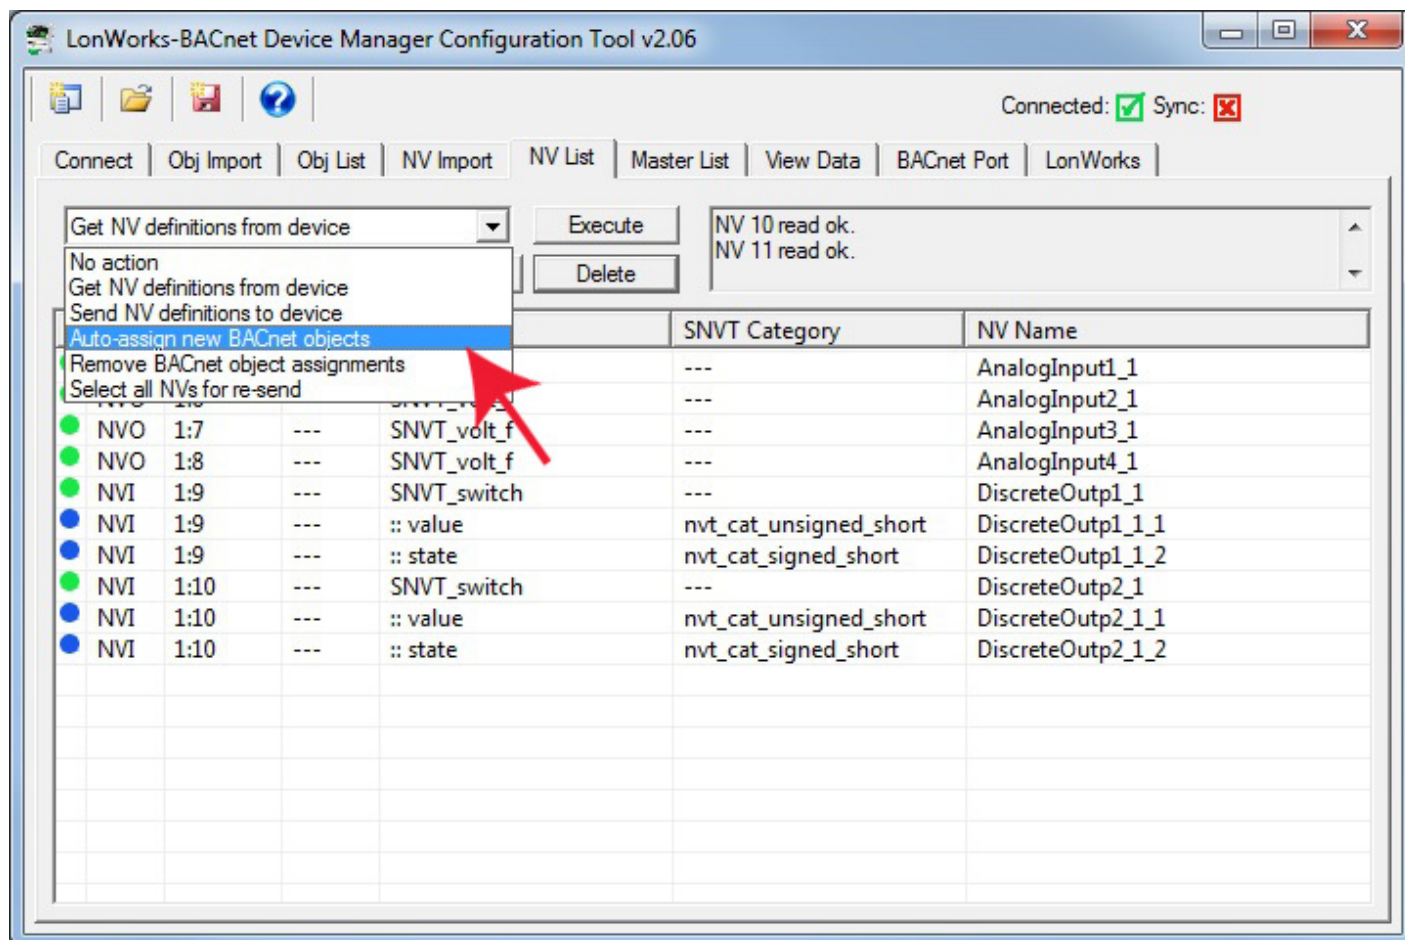 LonWorks-BACnet Device Manager Configuration Tool v2.06
Connected: Sync:
Connect Obj Import Obj List NV Import NV List Master List View Data BACnet Port LonWorks
Get NV definitions from device Execute NV 10 read ok.
NV 11 read ok.
No action
Get NV definitions from device Delete
Send NV definitions to device
Auto-assign new BACnet objects SNVT Category NV Name
Remove BACnet object assignments --- AnalogInput1_1
Select all NVs for re-send
--- AnalogInput2_1
NVO 1:7 --- SNVT_volt_f --- AnalogInput3_1
NVO 1:8 --- SNVT_volt_f --- AnalogInput4_1
NVI 1:9 --- SNVT_switch --- DiscreteOutp1_1
NVI 1:9 --- :: value nvt_cat_unsigned_short DiscreteOutp1_1_1
NVI 1:9 --- :: state nvt_cat_signed_short DiscreteOutp1_1_2
NVI 1:10 --- SNVT_switch --- DiscreteOutp2_1
NVI 1:10 --- :: value nvt_cat_unsigned_short DiscreteOutp2_1_1
NVI 1:10 --- :: state nvt_cat_signed_short DiscreteOutp2_1_2